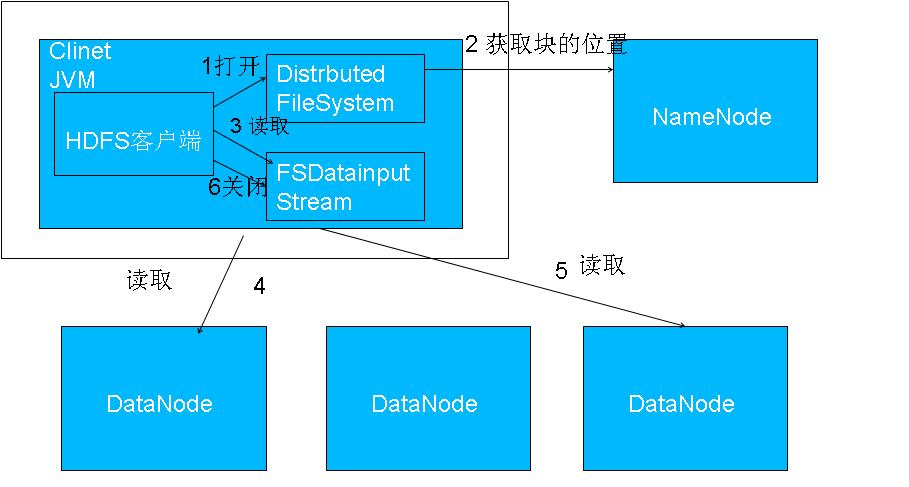 Clinet
JVM
HDFS客户端
1打开
Distrbuted
FileSystem
2 获取块的位置
NameNode
3 读取
FSDatainput
Stream
6关闭
读取
4
5
读取
DataNode
DataNode
DataNode